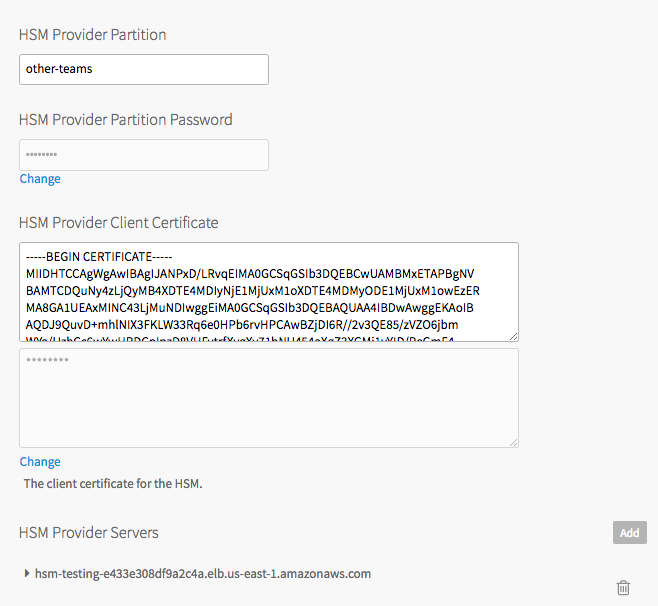 HSM Provider Partition
other-teams
HSM Provider Partition Password
••••••••
Change
HSM Provider Client Certificate
-----BEGIN CERTIFICATE-----
MIIDHTCCAgWgAwIBAgIJANPxD/LRvqEIMA0GCSqGSIb3DQEBCwUAMBMxETAPBgNV
BAMTCDQuNy4zLjQyMB4XDTE4MDIyNjE1MjUxM1oXDTE4MDMyODE1MjUxM1owEzER
MA8GA1UEAxMINC43LjMuNDIwggEiMA0GCSqGSIb3DQEBAQUAA4IBDwAwggEKAoIB
AQDJ9QuvD+mhlNIX3FKLW33Rq6e0HPb6rvHPCAwBZjDI6R//2v3QE85/zVZO6jbm
********
Change
The client certificate for the HSM.
HSM Provider Servers
Add
hsm-testing-e433e308df9a2c4a.elb.us-east-1.amazonaws.com